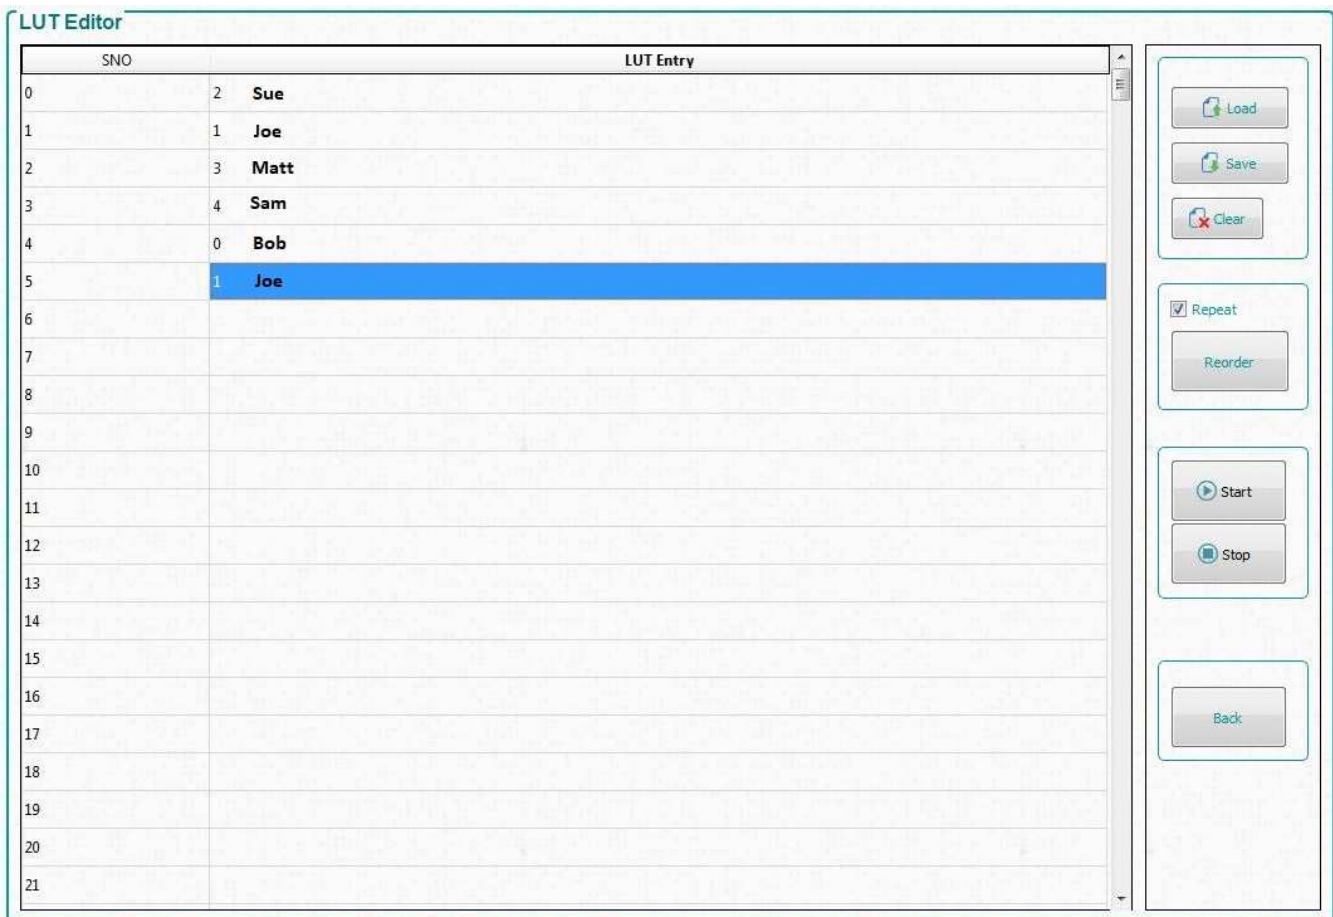 LUT Editor
SNO LUT Entry
0 2 Sue
1 1 Joe
2 3 Matt
3 4 Sam
4 0 Bob
5 1 Joe
6
7
8
9
10
11
12
13
14
15
16
17
18
19
20
21
Load
Save
Clear
Repeat
Reorder
Start
Stop
Back